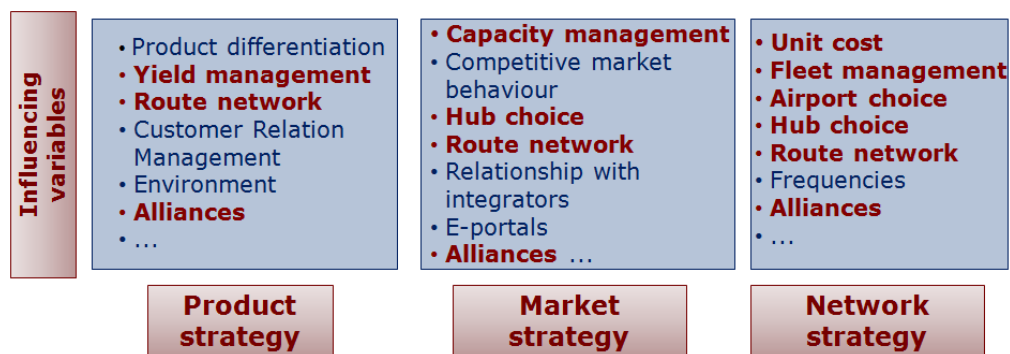 Influencing
variables
• Product differentiation
• Yield management
• Route network
• Customer Relation
Management
• Environment
• Alliances
• ...
• Capacity management
• Competitive market
behaviour
• Hub choice
• Route network
• Relationship with
integrators
• E-portals
• Alliances ...
• Unit cost
• Fleet management
• Airport choice
• Hub choice
• Route network
• Frequencies
• Alliances
• ...
Product
strategy
Market
strategy
Network
strategy